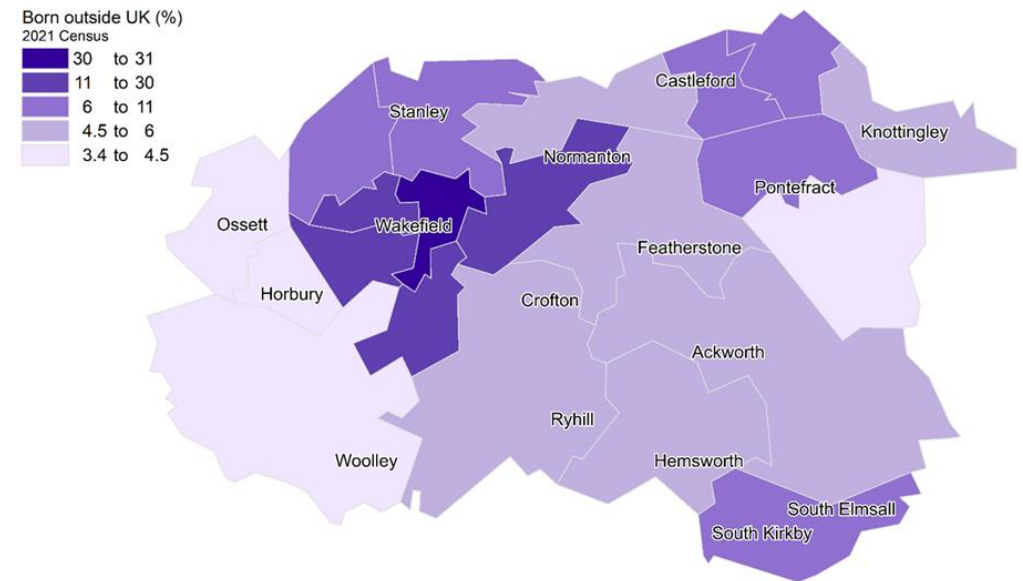 Born outside UK (%)
2021 Census
30 to 31
11 to 30
6 to 11
4.5 to 6
3.4 to 4.5
Castleford
Stanley
Knottingley
Normanton
Pontefract
Ossett
Wakefield
Featherstone
Horbury
Crofton
Ackworth
Ryhill
Woolley
Hemsworth
South Elmsall
South Kirkby